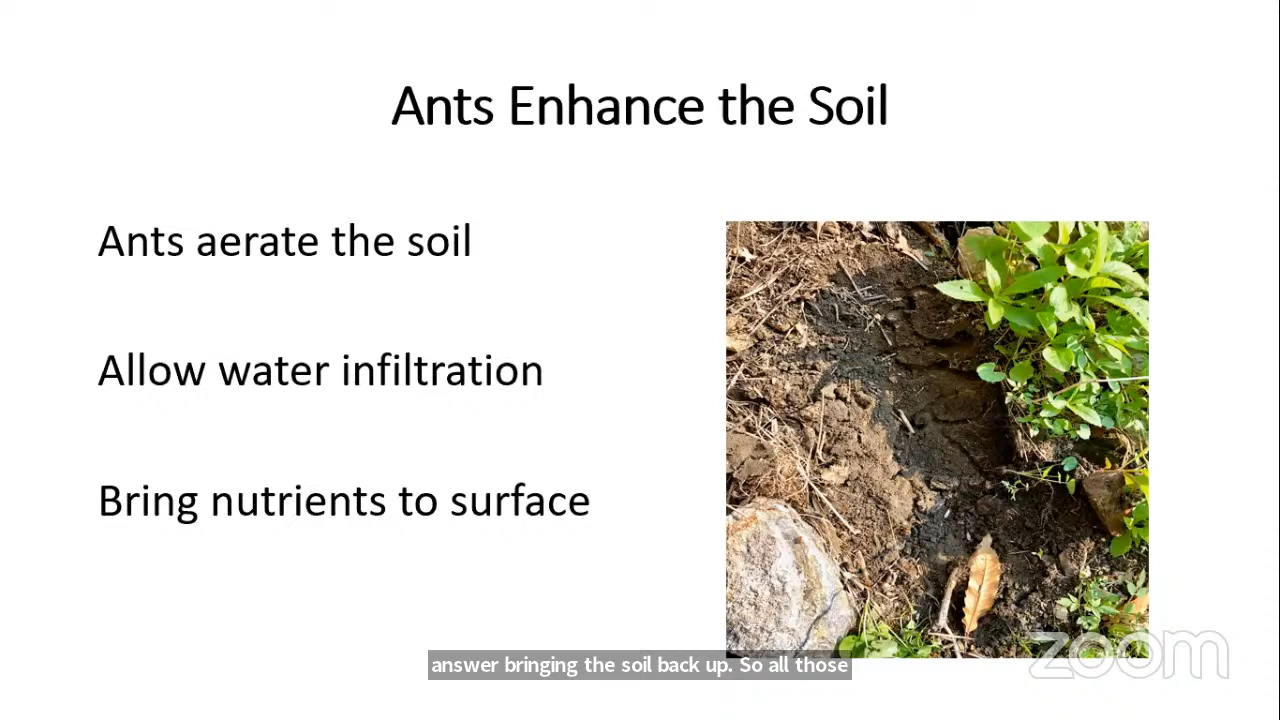 Ants Enhance the Soil
Ants aerate the soil
Allow water infiltration
Bring nutrients to surface
answer bringing the soil back up. So all those
zoom